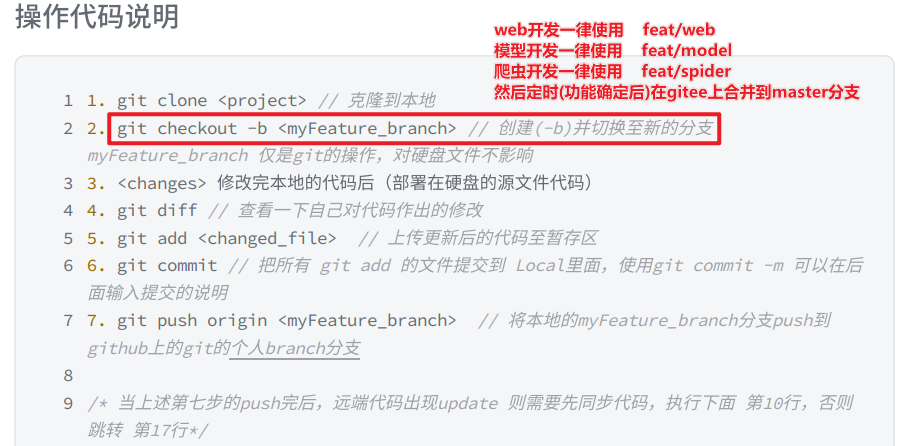 操作代码说明
web开发一律使用 feat/web
模型开发一律使用 feat/model
爬虫开发一律使用 feat/spider
然后定时(功能确定后)在gitee上合并到master分支
1 1. git clone <project> // 克隆到本地
2 2. git checkout -b <myFeature_branch> // 创建(-b)并切换至新的分支
myFeature_branch 仅是git的操作，对硬盘文件不影响
3 3. <changes> 修改完本地的代码后（部署在硬盘的源文件代码）
4 4. git diff // 查看一下自己对代码作出的修改
5 5. git add <changed_file> // 上传更新后的代码至暂存区
6 6. git commit // 把所有 git add 的文件提交到 Local里面，使用git commit -m 可以在后
面输入提交的说明
7 7. git push origin <myFeature_branch> // 将本地的myFeature_branch分支push到
github上的git的个人branch分支
8
9 /* 当上述第七步的push完后，远端代码出现update 则需要先同步代码，执行下面 第10行，否则
跳转 第17行*/